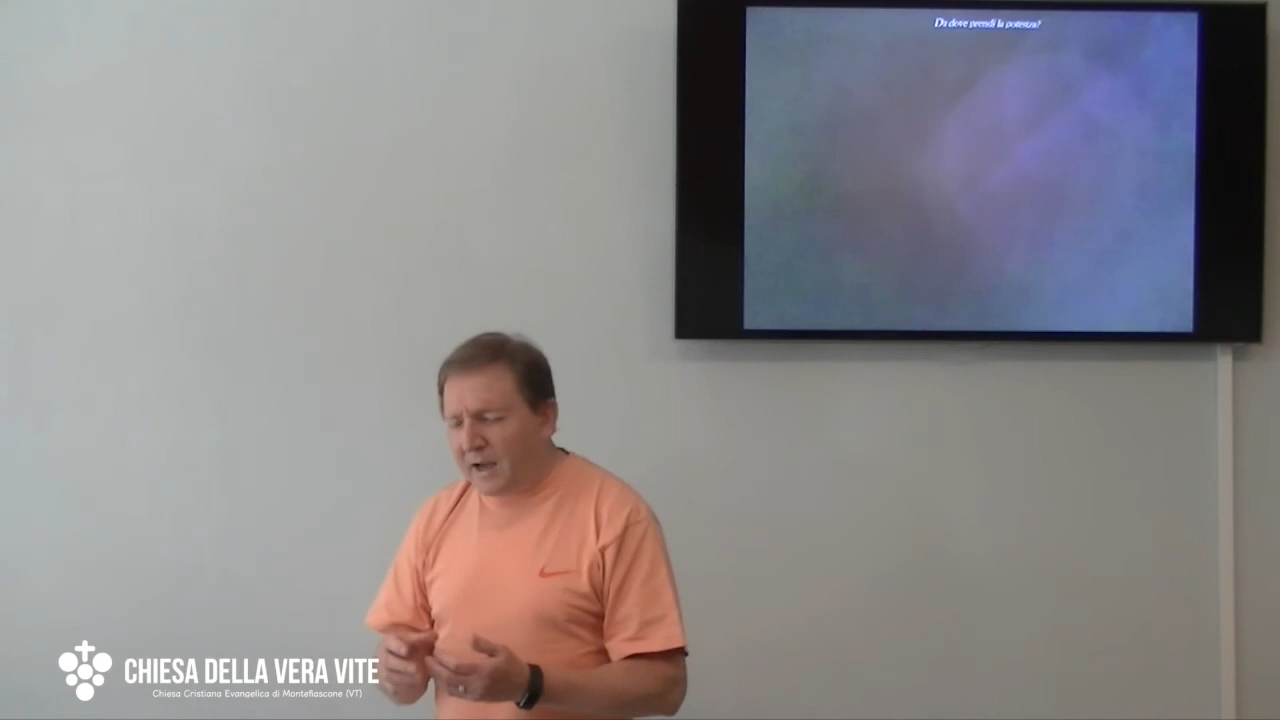 Da dove prendi la potenza?
CHIESA DELLA VERA VITE
Chiesa Cristiana Evangelica di Montefiascone (VT)